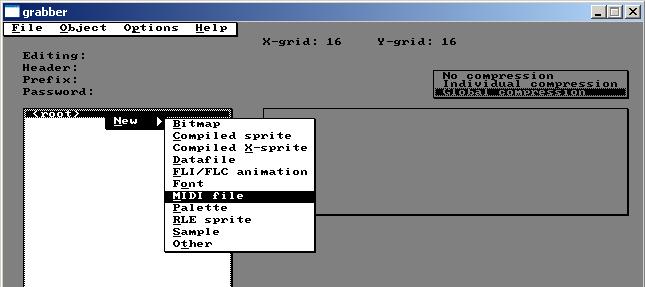 grabber
File Object Options Help
X-grid: 16 Y-grid: 16
Editing:
Header:
Prefix:
Password:
No compression
Individual compression
Global compression
<root>
New
Bitmap
Compiled sprite
Compiled X-sprite
Datafile
FLI/FLC animation
Font
MIDI file
Palette
RLE sprite
Sample
Other